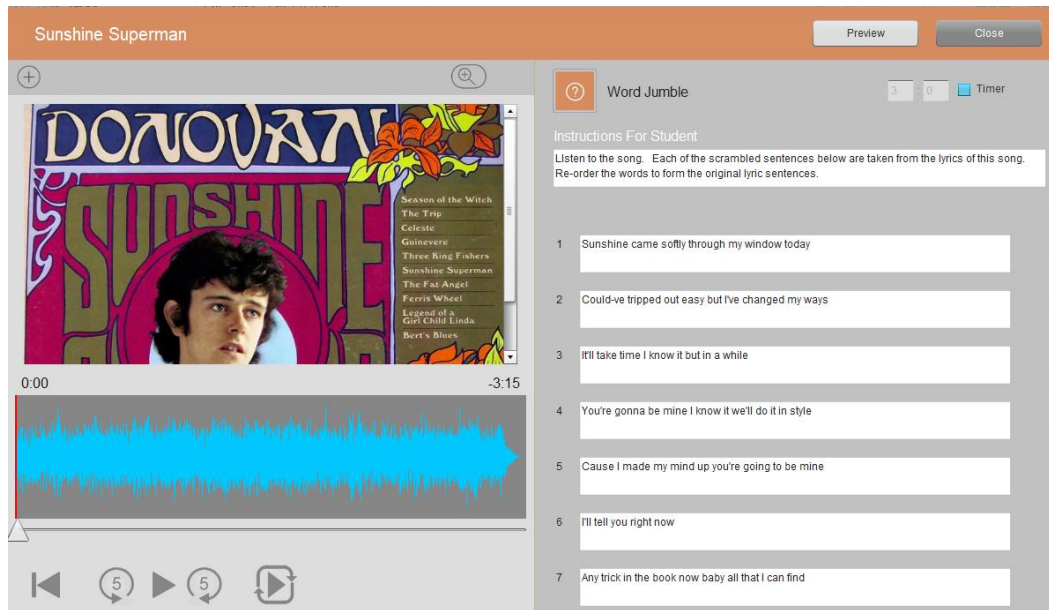 Sunshine Superman
Preview
Close
DONOVAN
SUNSHINE
Season of the Witch
The Trip
Celeste
Guinevere
Three King Fishers
Sunshine Superman
The Fat Angel
Ferris Wheel
Legend of a
Girl Child Linda
Bert's Blues
0:00
-3:15
5
5
Word Jumble
3 : 0
Timer
Instructions For Student
LIsten to the song. Each of the scrambled sentences below are taken from the lyrics of this song.
Re-order the words to form the original lyric sentences.
1 Sunshine came softly through my window today
2 Could-ve tripped out easy but I've changed my ways
3 It'll take time I know it but in a while
4 You're gonna be mine I know it we'll do it in style
5 Cause I made my mind up you're going to be mine
6 I'll tell you right now
7 Any trick in the book now baby all that I can find